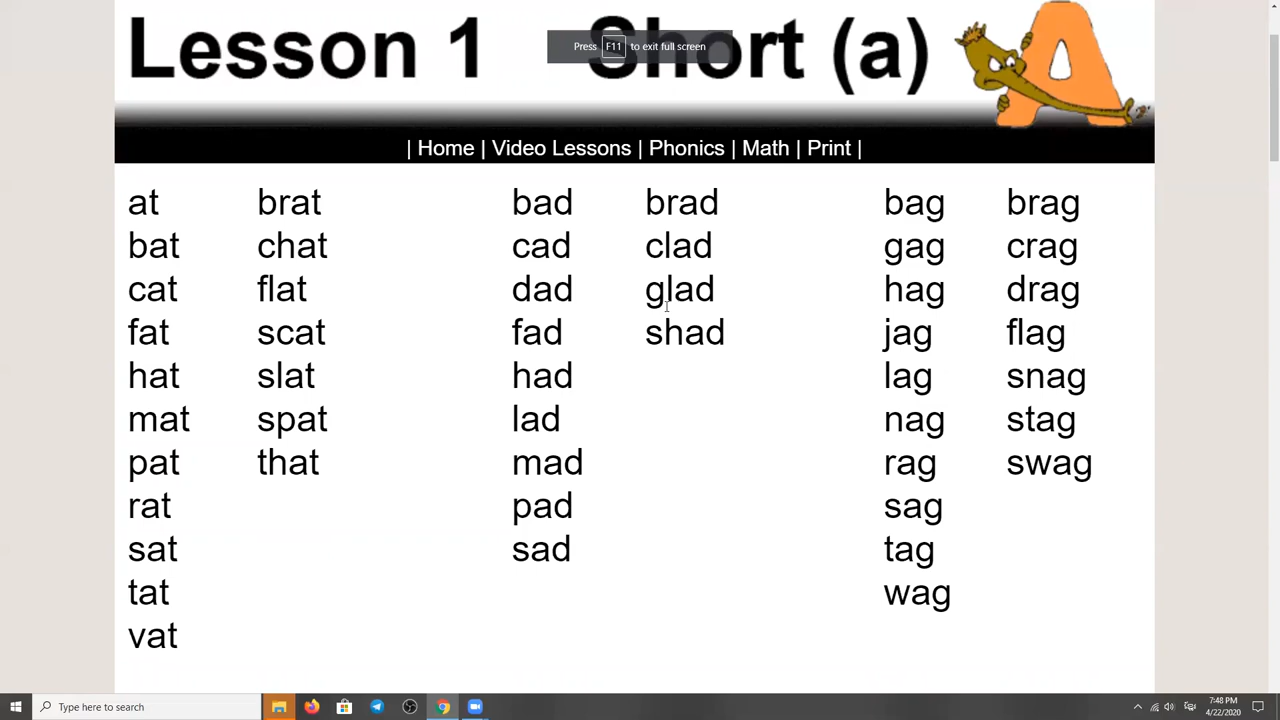 Lesson 1 Short (a)
Press F11 to exit full screen
| Home | Video Lessons | Phonics | Math | Print |
at brat bad brad bag brag
bat chat cad clad gag crag
cat flat dad glad hag drag
fat scat fad shad jag flag
hat slat had lag snag
mat spat lad nag stag
pat that mad rag swag
rat pad sag
sat sad tag
tat wag
vat
Type here to search
7:48 PM
4/22/2020